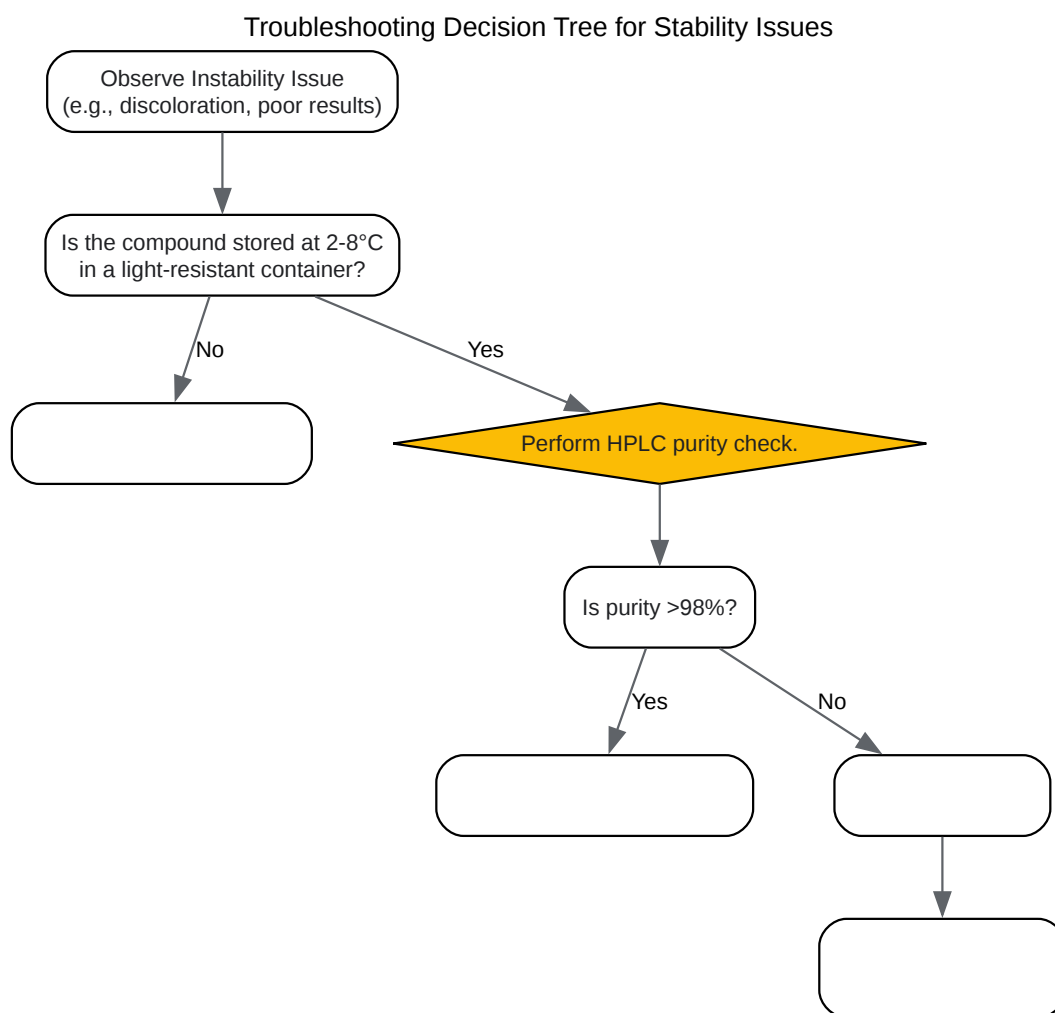 Troubleshooting Decision Tree for Stability Issues
Observe Instability Issue
(e.g., discoloration, poor results)
Is the compound stored at 2-8°C
in a light-resistant container?
No
Yes
Perform HPLC purity check.
Is purity >98%?
Yes
No